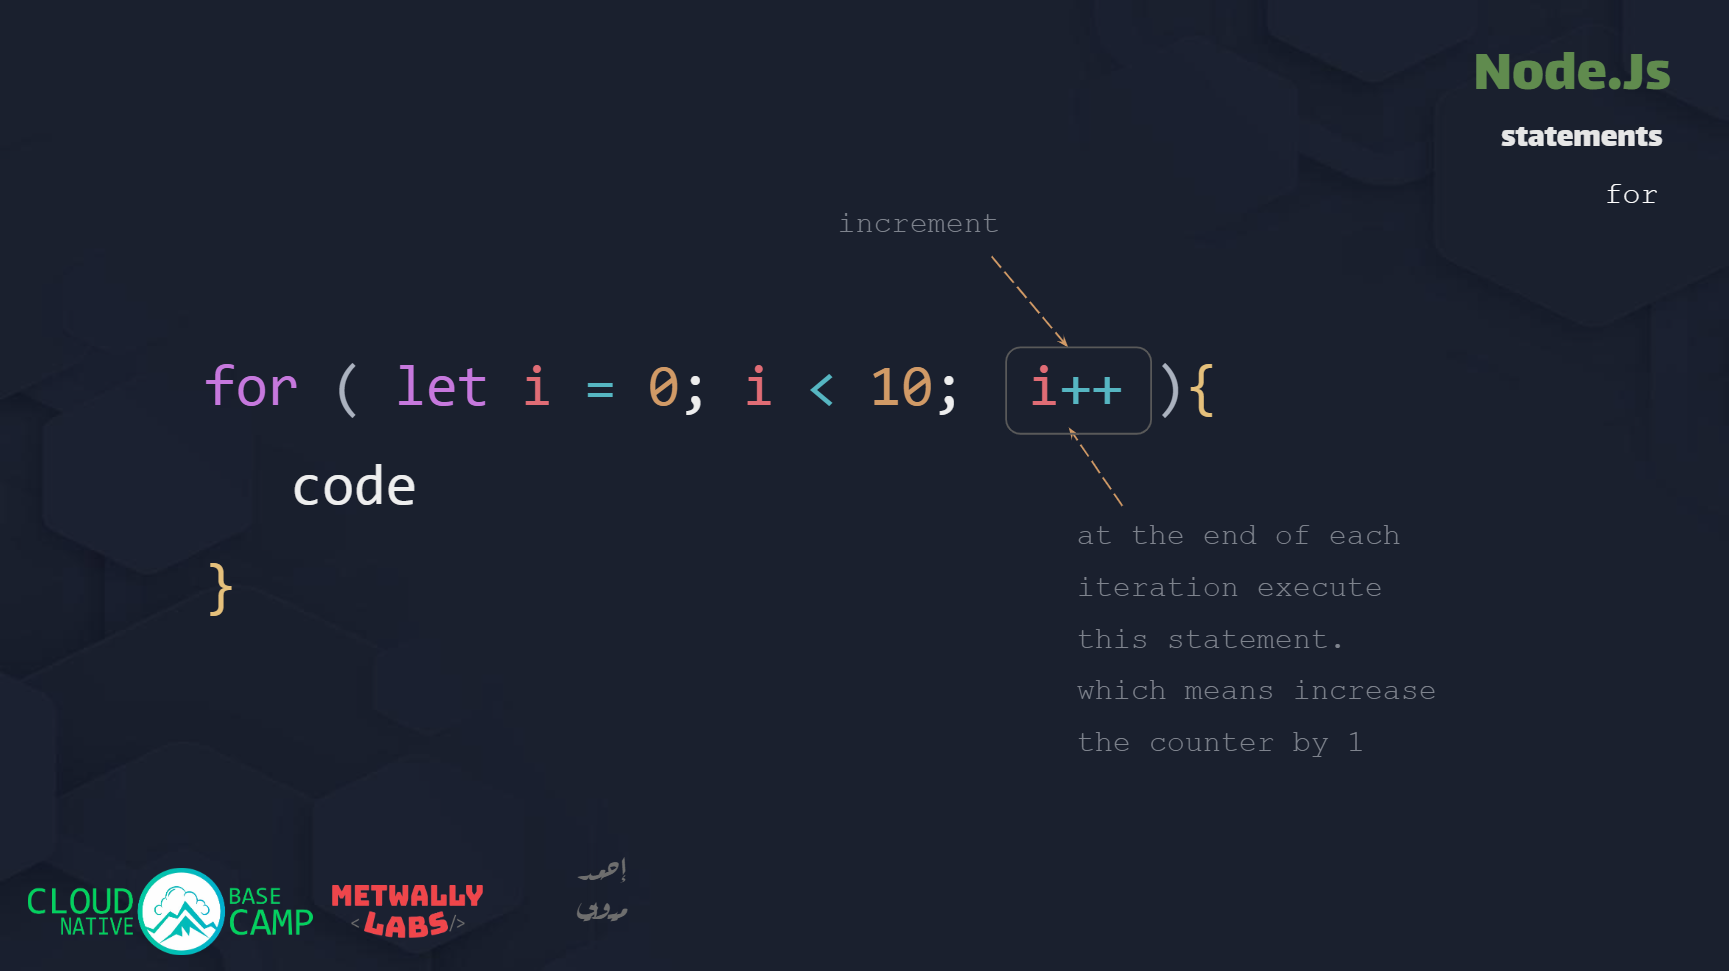 Node.Js
statements
for
increment
for ( let i = 0; i < 10; i++ ){
code
}
at the end of each
iteration execute
this statement.
which means increase
the counter by 1
CLOUD NATIVE BASE CAMP
METWALLY
<LABS/>
إحمد